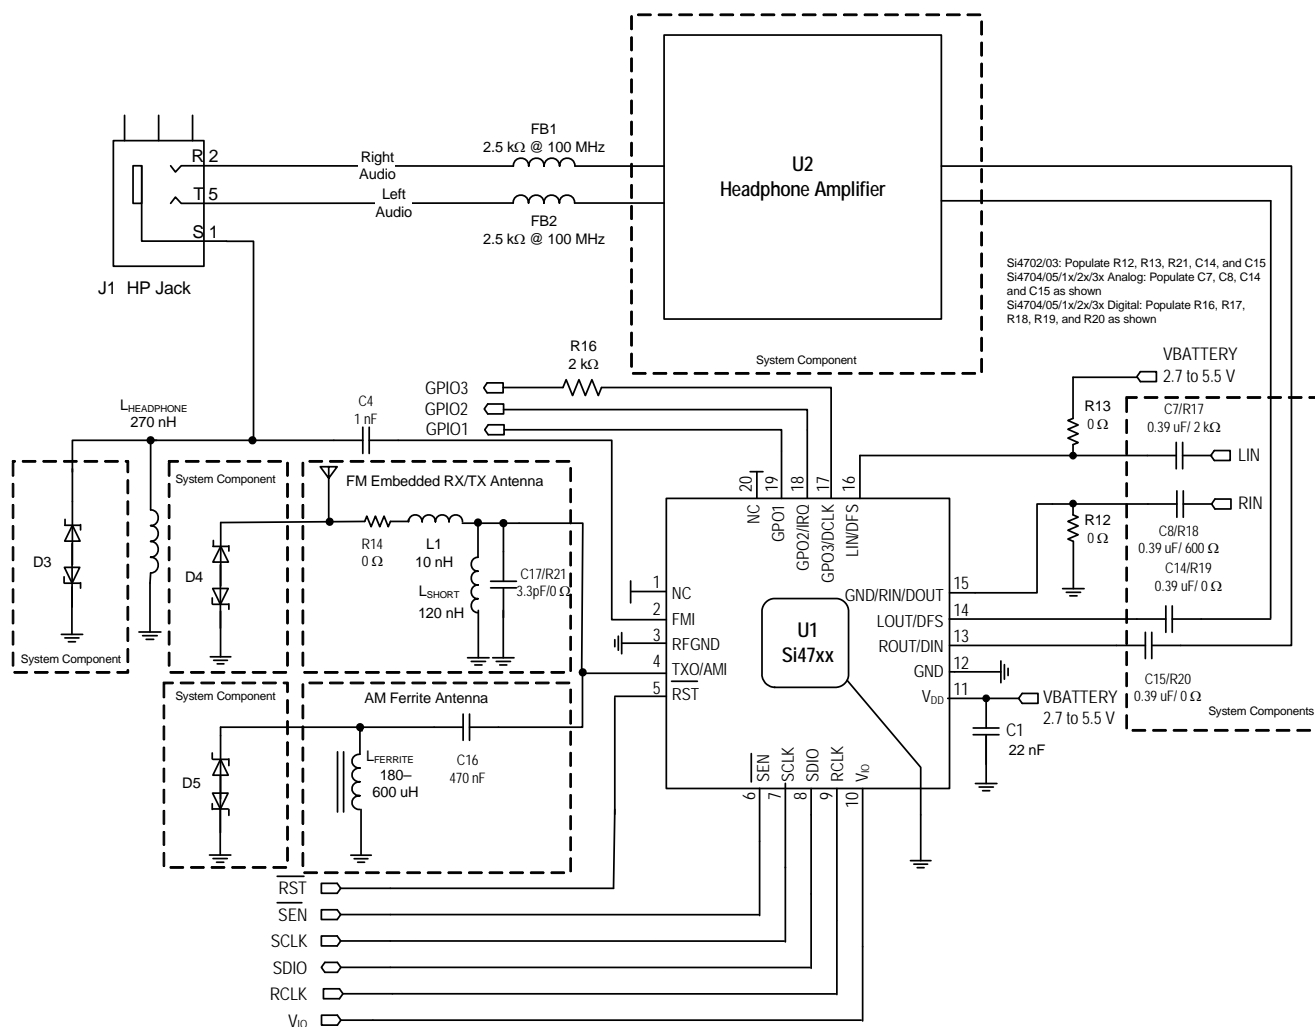 FB1
2.5 kΩ @ 100 MHz
R 2
Right
Audio
T 5
Left
Audio
FB2
2.5 kΩ @ 100 MHz
S 1
J1 HP Jack
U2
Headphone Amplifier
System Component
Si4702/03: Populate R12, R13, R21, C14, and C15
Si4704/05/1x/2x/3x Analog: Populate C7, C8, C14
and C15 as shown
Si4704/05/1x/2x/3x Digital: Populate R16, R17,
R18, R19, and R20 as shown
R16
2 kΩ
GPIO3
GPIO2
GPIO1
C4
1 nF
LHEADPHONE
270 nH
VBATTERY
2.7 to 5.5 V
R13
0 Ω
C7/R17
0.39 uF/ 2 kΩ
LIN
RIN
R12
0 Ω
C8/R18
0.39 uF/ 600 Ω
C14/R19
0.39 uF/ 0 Ω
C15/R20
0.39 uF/ 0 Ω
System Components
D3
System Component
System Component
D4
FM Embedded RX/TX Antenna
R14
0 Ω
L1
10 nH
LSHORT
120 nH
C17/R21
3.3pF/0 Ω
System Component
D5
AM Ferrite Antenna
LFERRITE
180–
600 uH
C16
470 nF
20
19
18
17
16
NC
GPO1
GPO2/IRQ
GPO3/DCLK
LIN/DFS
1
NC
2
FMI
3
RFGND
4
TXO/AMI
5
RST
U1
Si47xx
GND/RIN/DOUT
15
LOUT/DFS
14
ROUT/DIN
13
GND
12
VDD
11
VBATTERY
2.7 to 5.5 V
C1
22 nF
SEN
SCLK
SDIO
RCLK
VIO
6
7
8
9
10
RST
SEN
SCLK
SDIO
RCLK
VIO